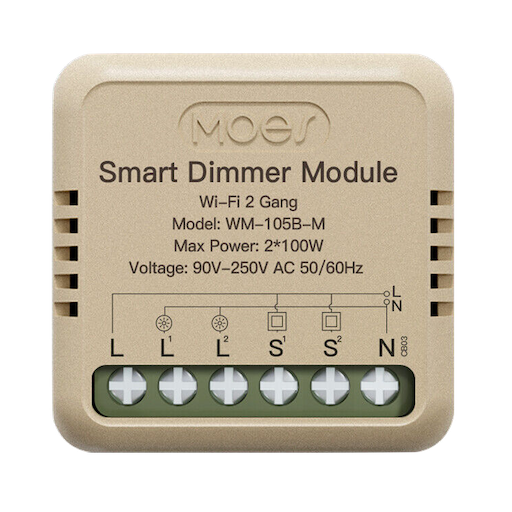 MOES
Smart Dimmer Module
Wi-Fi 2 Gang
Model: WM-105B-M
Max Power: 2*100W
Voltage: 90V-250V AC 50/60Hz
L
N
L L¹ L² S¹ S² N
CB03